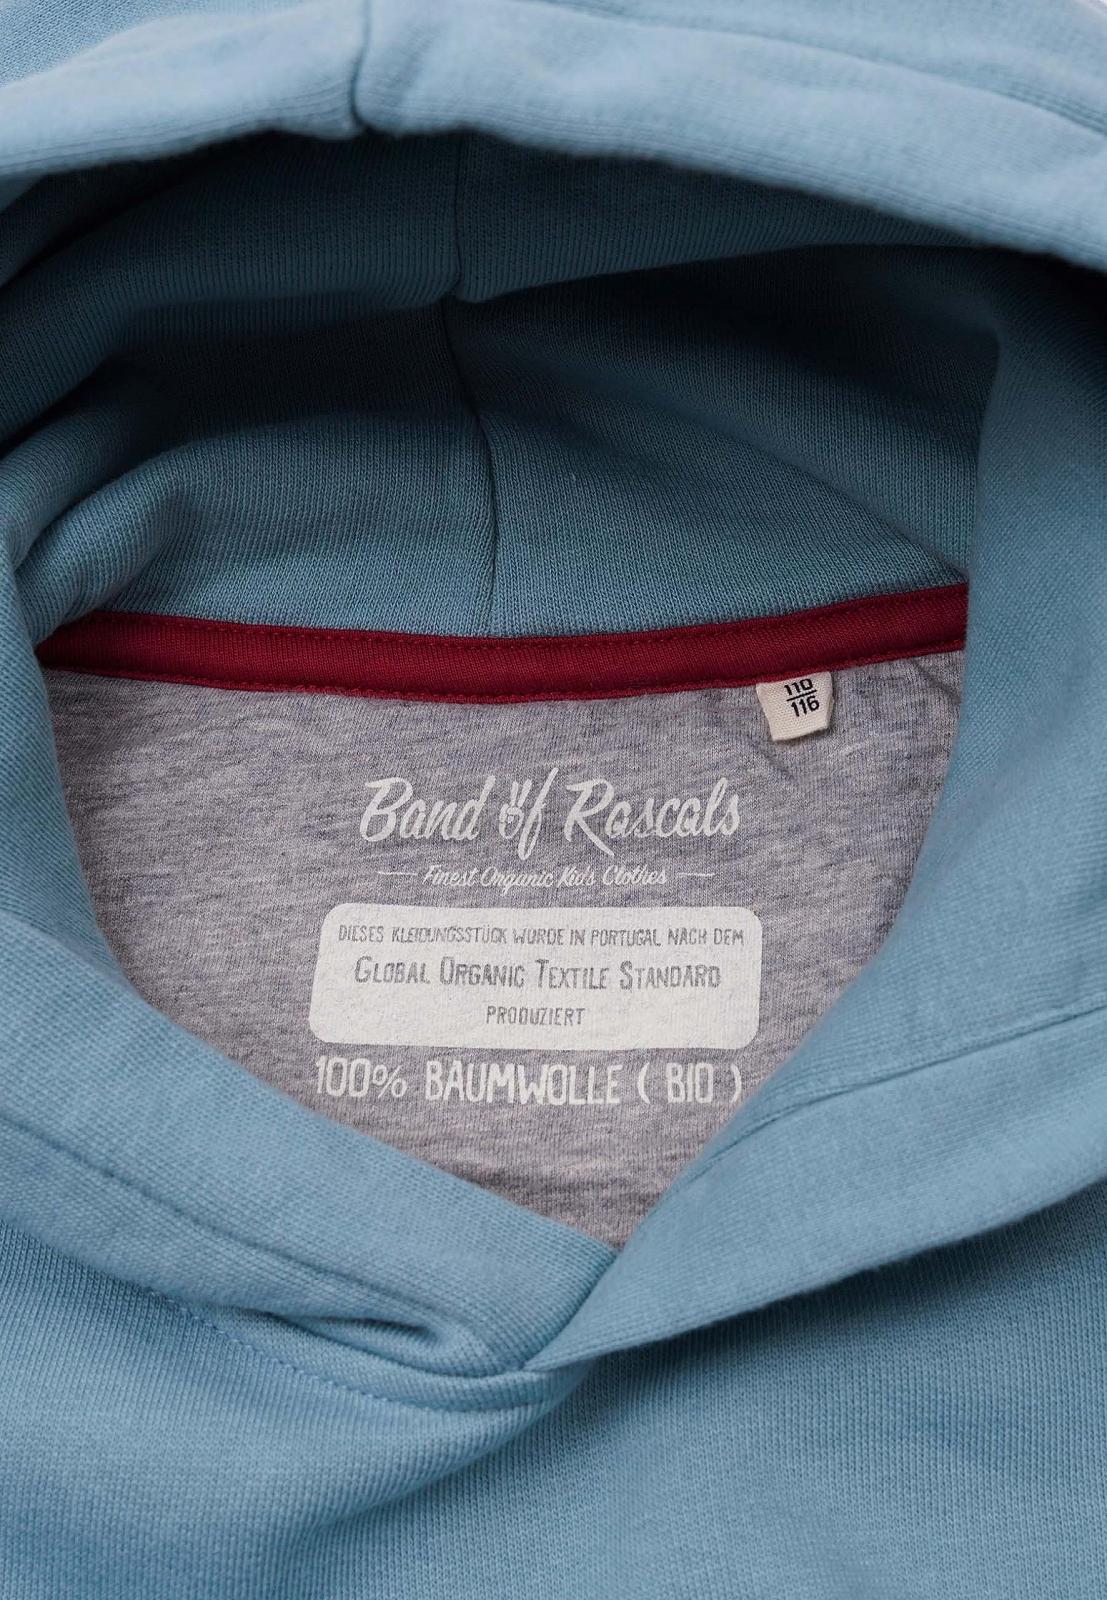 110
116
Band of Rascals
Finest Organic Kids Clothes
DIESES KLEIDUNGSSTÜCK WURDE IN PORTUGAL NACH DEM
GLOBAL ORGANIC TEXTILE STANDARD
PRODUZIERT
100% BAUMWOLLE ( BIO )